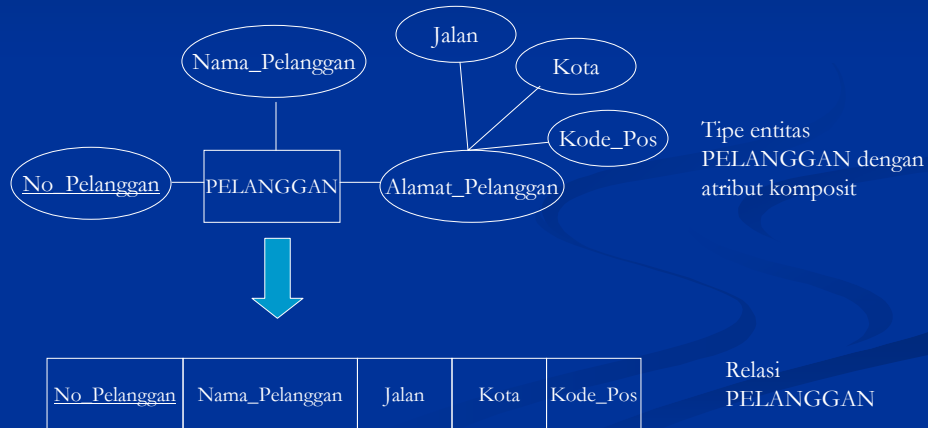 Jalan
Nama_Pelanggan
Kota
Kode_Pos
No_Pelanggan
PELANGGAN
Alamat_Pelanggan
Tipe entitas
PELANGGAN dengan
atribut komposit
No_Pelanggan
Nama_Pelanggan
Jalan
Kota
Kode_Pos
Relasi
PELANGGAN